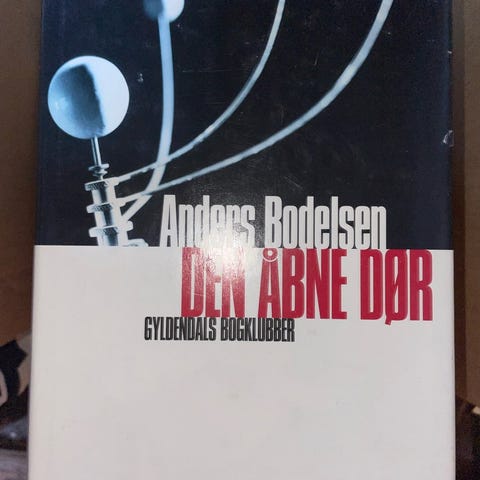 Anders Bodelsen
DEN ÅBNE DØR
GYLDENDALS BOGKLUBBER